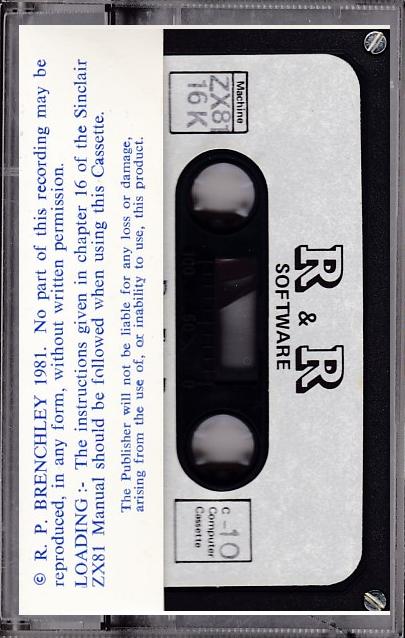 © R. P. BRENCHLEY 1981. No part of this recording may be
reproduced, in any form, without written permission.
LOADING :- The instructions given in chapter 16 of the Sinclair
ZX81 Manual should be followed when using this Cassette.
The Publisher will not be liable for any loss or damage,
arising from the use of, or inability to use, this product.
Machine
ZX81
16K
R & R
SOFTWARE
100 50 0
C-10
Computer
Cassette